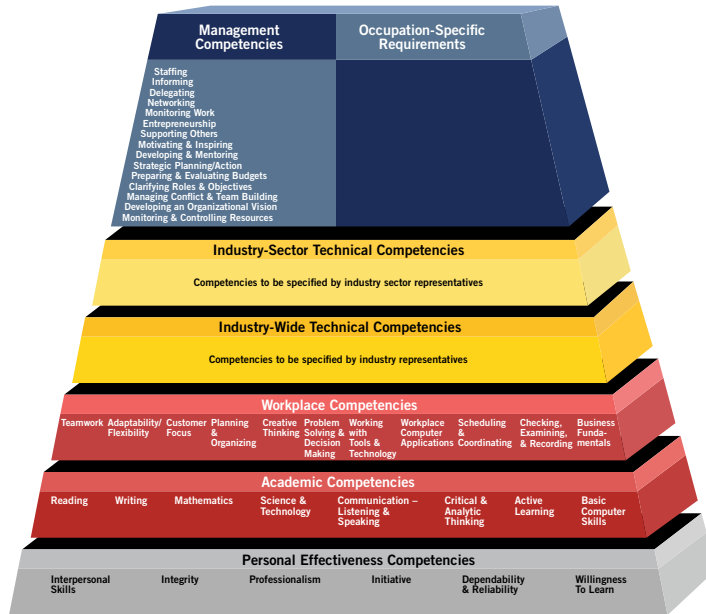 Management
Competencies
Occupation-Specific
Requirements
Staffing
Informing
Delegating
Networking
Monitoring Work
Entrepreneurship
Supporting Others
Motivating & Inspiring
Developing & Mentoring
Strategic Planning/Action
Preparing & Evaluating Budgets
Clarifying Roles & Objectives
Managing Conflict & Team Building
Developing an Organizational Vision
Monitoring & Controlling Resources
Industry-Sector Technical Competencies
Competencies to be specified by industry sector representatives
Industry-Wide Technical Competencies
Competencies to be specified by industry representatives
Workplace Competencies
Teamwork
Adaptability/
Flexibility
Customer
Focus
Planning
&
Organizing
Creative
Thinking
Problem
Solving &
Decision
Making
Working
with
Tools &
Technology
Workplace
Computer
Applications
Scheduling
&
Coordinating
Checking,
Examining,
& Recording
Business
Funda-
mentals
Academic Competencies
Reading
Writing
Mathematics
Science &
Technology
Communication –
Listening &
Speaking
Critical &
Analytic
Thinking
Active
Learning
Basic
Computer
Skills
Personal Effectiveness Competencies
Interpersonal
Skills
Integrity
Professionalism
Initiative
Dependability
& Reliability
Willingness
To Learn